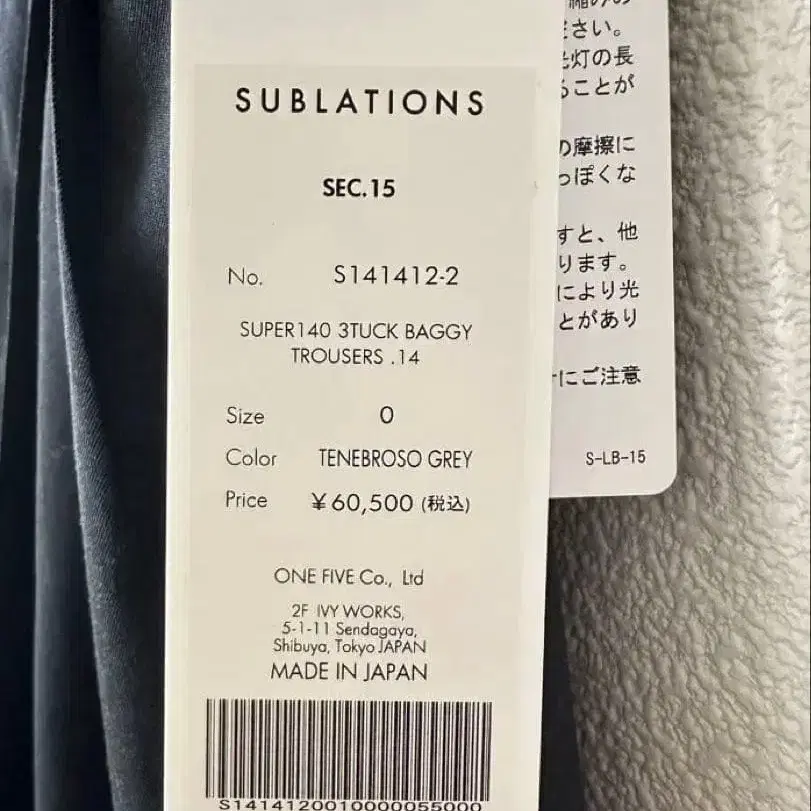 SUBLATIONS
SEC.15
No. S141412-2
SUPER140 3TUCK BAGGY
TROUSERS .14
Size 0
Color TENEBROSO GREY
Price ¥60,500 (税込)
ONE FIVE Co., Ltd
2F IVY WORKS,
5-1-11 Sendagaya,
Shibuya, Tokyo JAPAN
MADE IN JAPAN
S1414120010000055000
ださい。
光灯の長
ることが
の摩擦に
っぽくな
すと、他
ります。
により光
とがあり
にご注意
S-LB-15